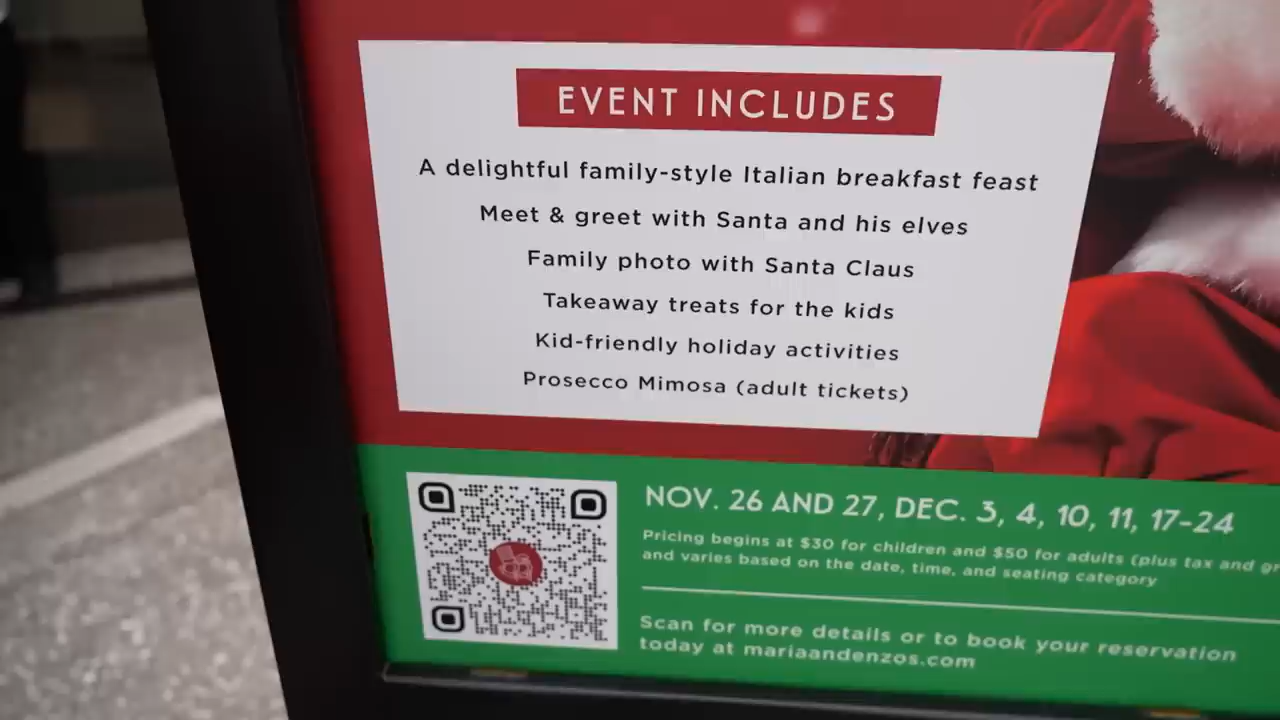 EVENT INCLUDES
A delightful family-style Italian breakfast feast
Meet & greet with Santa and his elves
Family photo with Santa Claus
Takeaway treats for the kids
Kid-friendly holiday activities
Prosecco Mimosa (adult tickets)
NOV. 26 AND 27, DEC. 3, 4, 10, 11, 17-24
Pricing begins at $30 for children and $50 for adults (plus tax and
and varies based on the date, time, and seating category
Scan for more details or to book your reservation
today at mariaandenzos.com